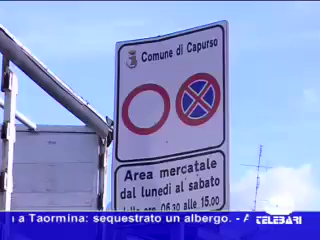 Comune di Capurso
Area mercatale
dal lunedì al sabato
dalle ore 06.30 alle 15.00
a Taormina: sequestrato un albergo. - A
TELEBARI